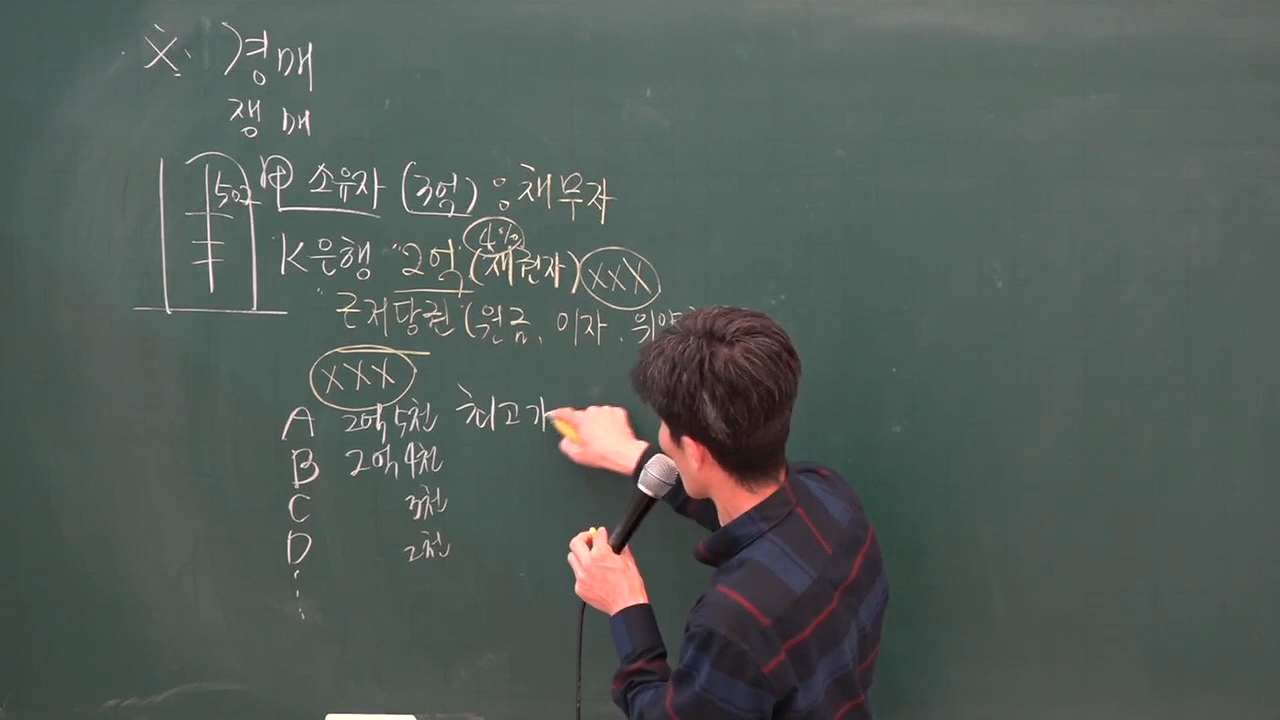 ※ 경매
쟁매
502 甲 소유자 (3억) : 채무자
K은행 "2억" (채권자) 4% XXX
"근저당권" (원금, 이자, 위약
XXX
A 2억5천 최고가
B 2억4천
C 3천
D 2천